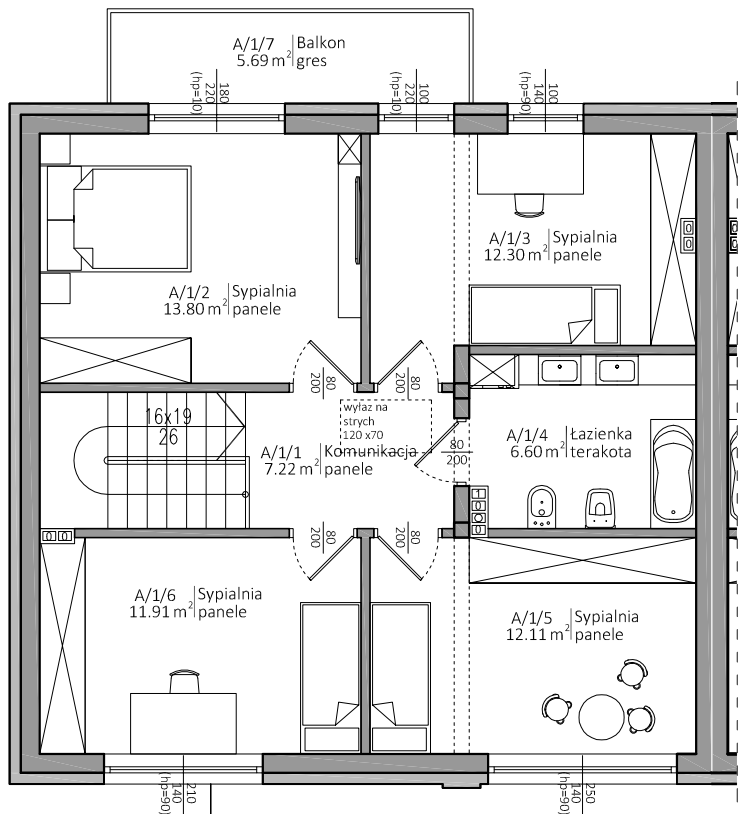 A/1/7 Balkon
5.69 m² gres
180
220
(hp=10)
100
220
(hp=10)
100
140
(hp=90)
A/1/3 Sypialnia
12.30 m² panele
A/1/2 Sypialnia
13.80 m² panele
80
200
80
200
16x19
26
wyłaz na
strych
120 x70
A/1/1 Komunikacja
7.22 m² panele
80
200
A/1/4 Łazienka
6.60 m² terakota
80
200
80
200
A/1/6 Sypialnia
11.91 m² panele
A/1/5 Sypialnia
12.11 m² panele
210
140
(hp=90)
250
140
(hp=90)